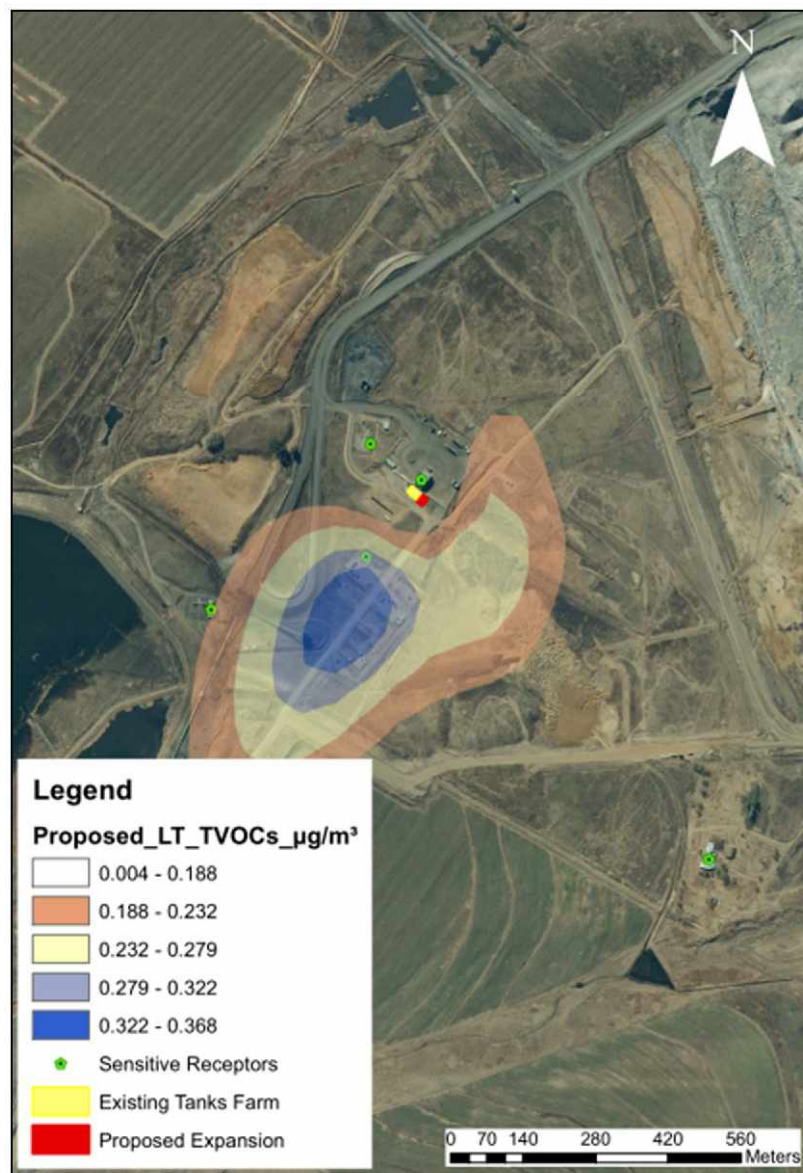 N
Legend
Proposed_LT_TVOCs_µg/m³
0.004 - 0.188
0.188 - 0.232
0.232 - 0.279
0.279 - 0.322
0.322 - 0.368
Sensitive Receptors
Existing Tanks Farm
Proposed Expansion
0 70 140 280 420 560
Meters